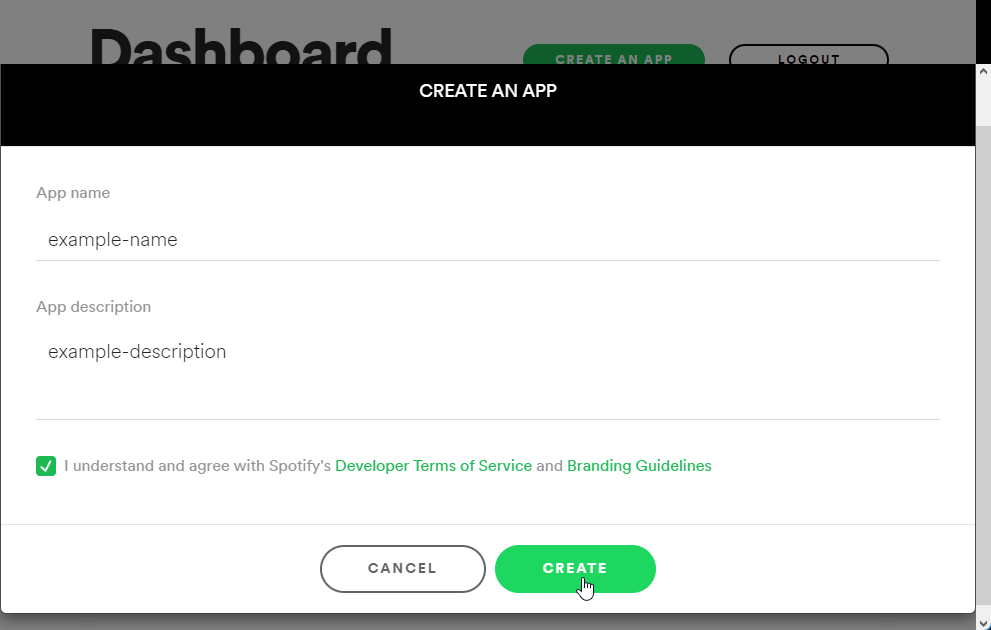 Dashboard
CREATE AN APP
LOGOUT
CREATE AN APP
App name
example-name
App description
example-description
I understand and agree with Spotify's Developer Terms of Service and Branding Guidelines
CANCEL
CREATE